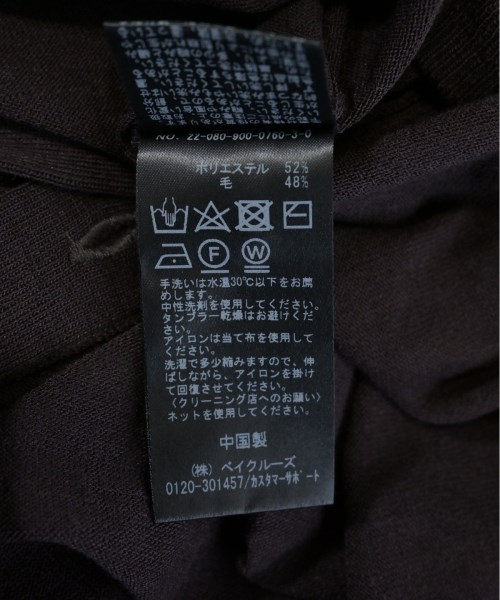 NO. 22-080-900-0760-3-0
ポリエステル 52%
毛 48%
F
W
手洗いは水温30℃以下をお薦
めします。
中性洗剤を使用してください。
タンブラー乾燥はお避けくださ
い。
アイロンは当て布を使用して
ください。
洗濯で多少縮みますので、伸
ばしながら、アイロンを掛け
て回復させてください。
〈クリーニング店へのお願い〉
ネットを使用してください。
中国製
(株) ベイクルーズ
0120-301457/カスタマーサポート